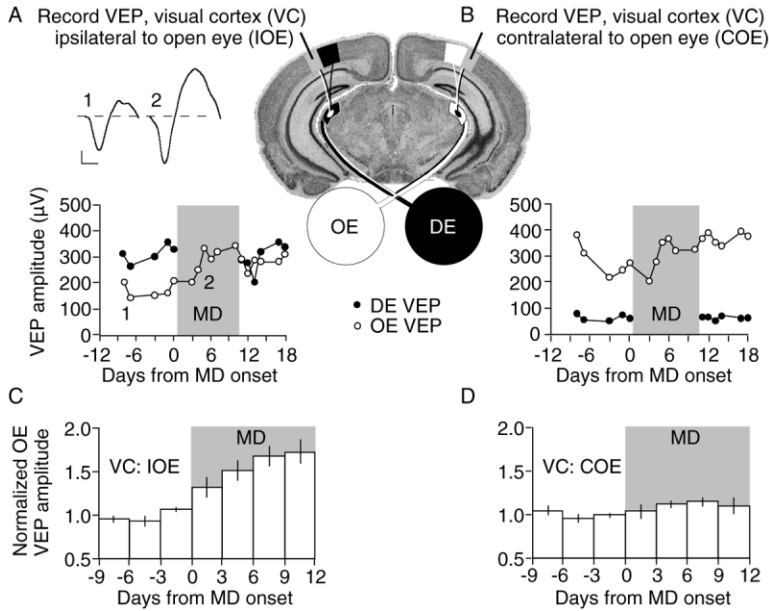 A
Record VEP, visual cortex (VC)
ipsilateral to open eye (IOE)
B
Record VEP, visual cortex (VC)
contralateral to open eye (COE)
1
2
VEP amplitude (µV)
500
400
300
200
100
0
1
2
MD
-12
-6
0
6
12
18
Days from MD onset
OE
DE
DE VEP
OE VEP
500
400
300
200
100
0
MD
-12
-6
0
6
12
18
Days from MD onset
C
Normalized OE
VEP amplitude
2.0
1.5
1.0
0.5
MD
VC: IOE
-9
-6
-3
0
3
6
9
12
Days from MD onset
D
2.0
1.5
1.0
0.5
MD
VC: COE
-9
-6
-3
0
3
6
9
12
Days from MD onset